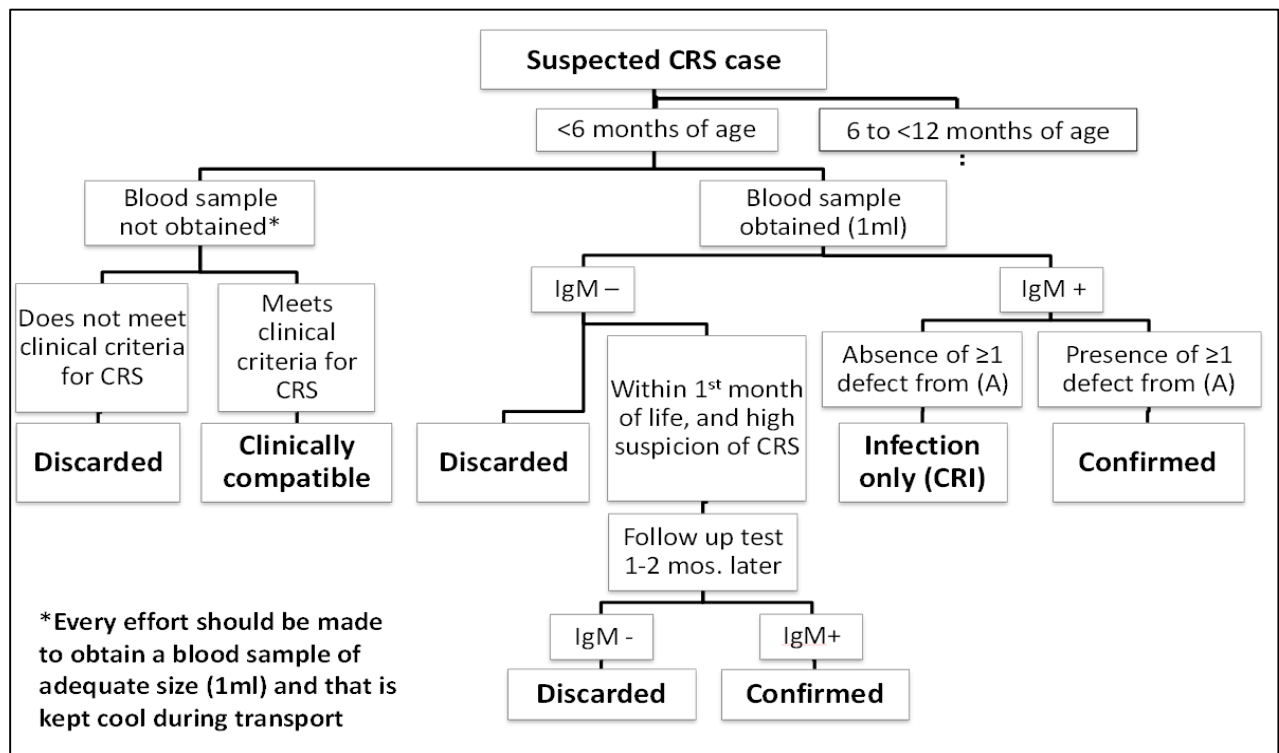 Suspected CRS case
<6 months of age
6 to <12 months of age
:
Blood sample
not obtained*
Blood sample
obtained (1ml)
IgM –
IgM +
Does not meet
clinical criteria
for CRS
Meets
clinical
criteria for
CRS
Within 1st month
of life, and high
suspicion of CRS
Absence of ≥1
defect from (A)
Presence of ≥1
defect from (A)
Discarded
Clinically
compatible
Discarded
Infection
only (CRI)
Confirmed
Follow up test
1-2 mos. later
IgM -
IgM+
Discarded
Confirmed
*Every effort should be made
to obtain a blood sample of
adequate size (1ml) and that is
kept cool during transport